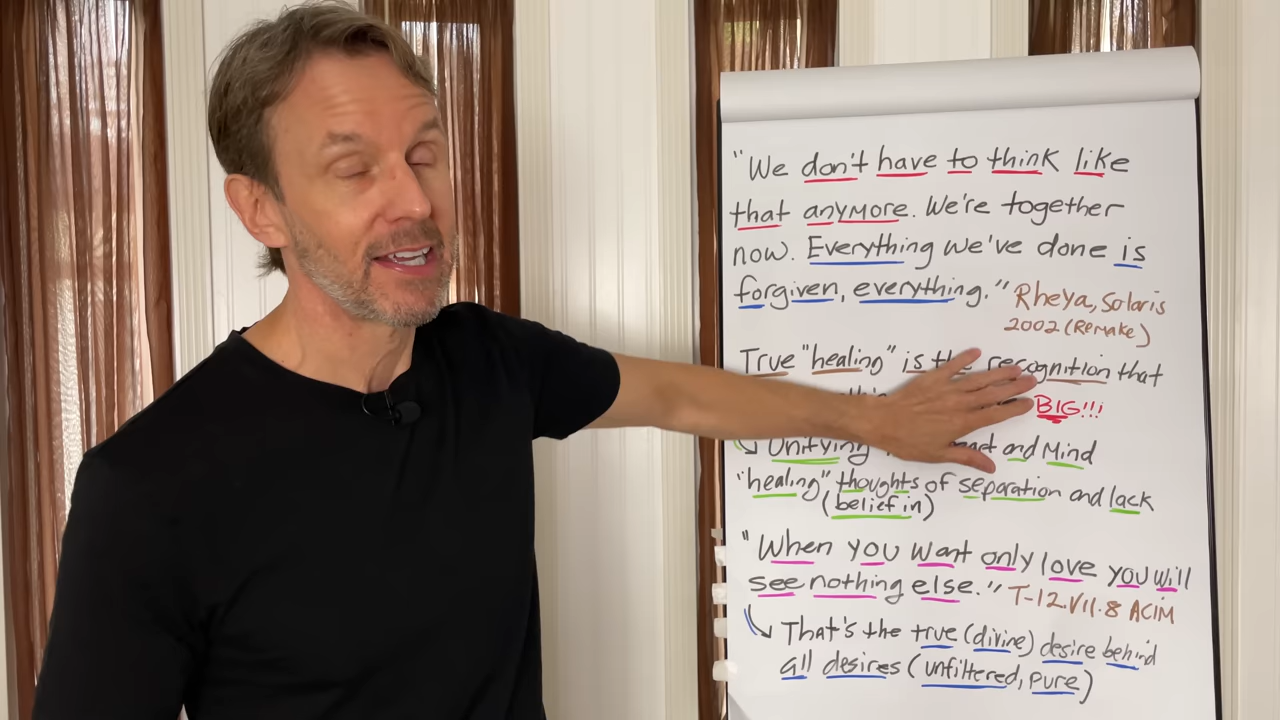 "We don't have to think like
that anymore. We're together
now. Everything we've done is
forgiven, everything."
Rheya, Solaris
2002 (Remake)
True "healing" is the recognition that
BIG!!!
Unifying and Mind
"healing" thoughts of separation and lack
(belief in)
"When you want only love you will
see nothing else." T-12.VII.8 ACIM
That's the true (divine) desire behind
all desires (unfiltered, pure)